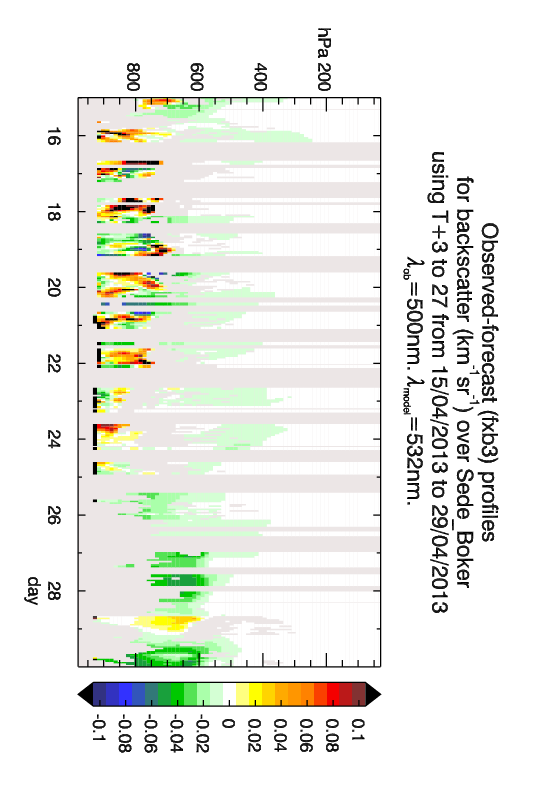 Observed-forecast (fxb3) profiles
for backscatter (km⁻¹sr⁻¹) over Sede_Boker
using T+3 to 27 from 15/04/2013 to 29/04/2013
λob=500nm. λmodel=532nm.
hPa 200
400
600
800
16 18 20 22 24 26 28
day
-0.1 -0.08 -0.06 -0.04 -0.02 0 0.02 0.04 0.06 0.08 0.1